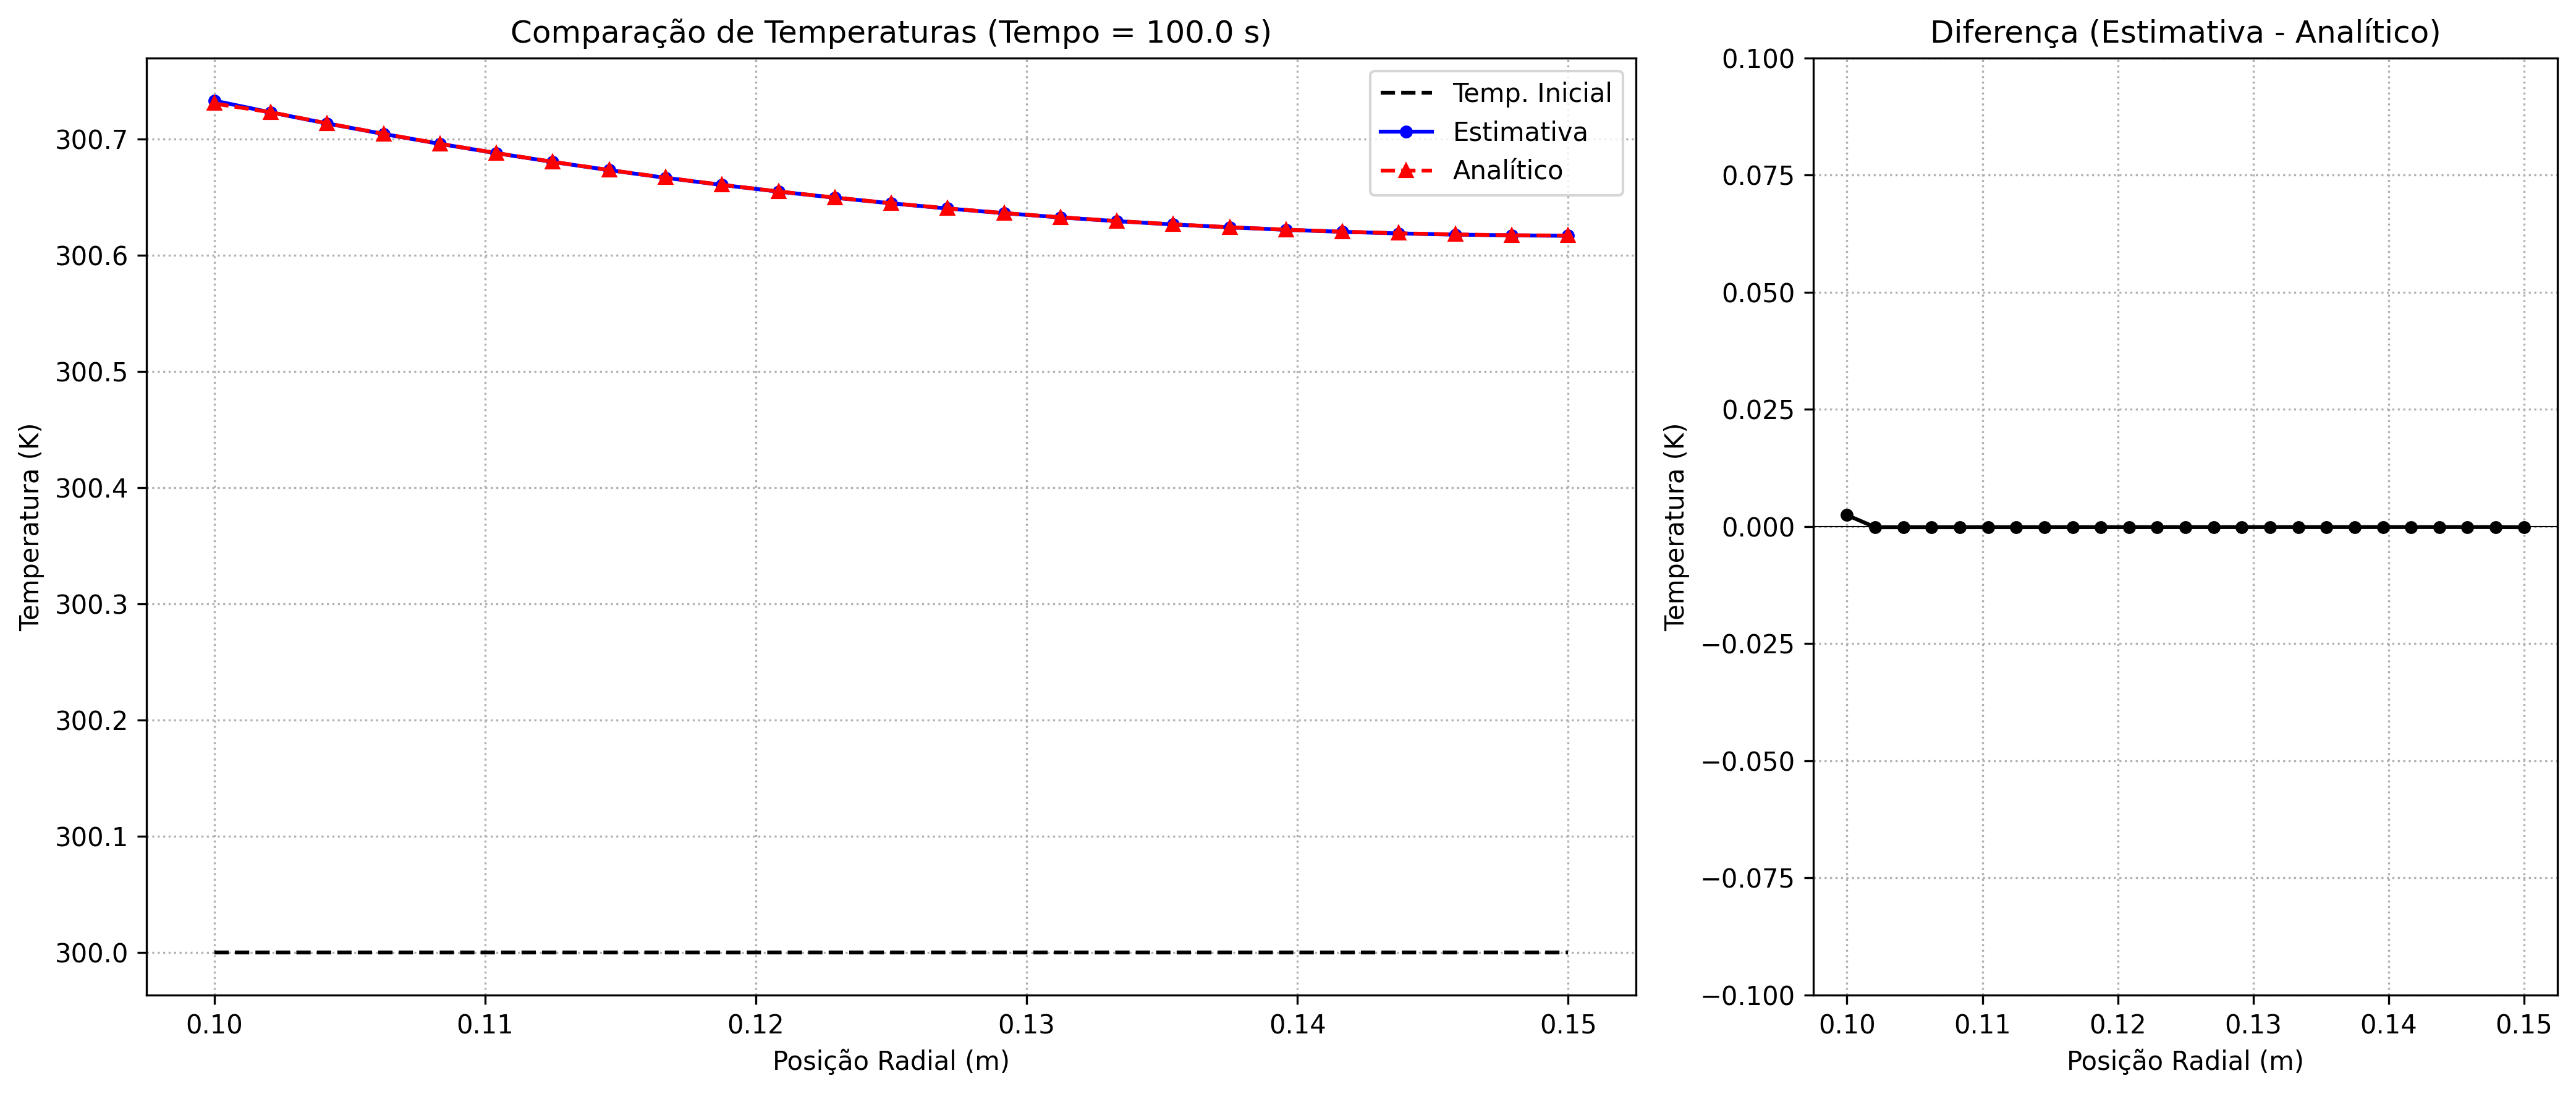 Comparação de Temperaturas (Tempo = 100.0 s)
Temp. Inicial
Estimativa
Analítico
Temperatura (K)
300.7
300.6
300.5
300.4
300.3
300.2
300.1
300.0
0.10 0.11 0.12 0.13 0.14 0.15
Posição Radial (m)
Diferença (Estimativa - Analítico)
Temperatura (K)
0.100
0.075
0.050
0.025
0.000
−0.025
−0.050
−0.075
−0.100
0.10 0.11 0.12 0.13 0.14 0.15
Posição Radial (m)